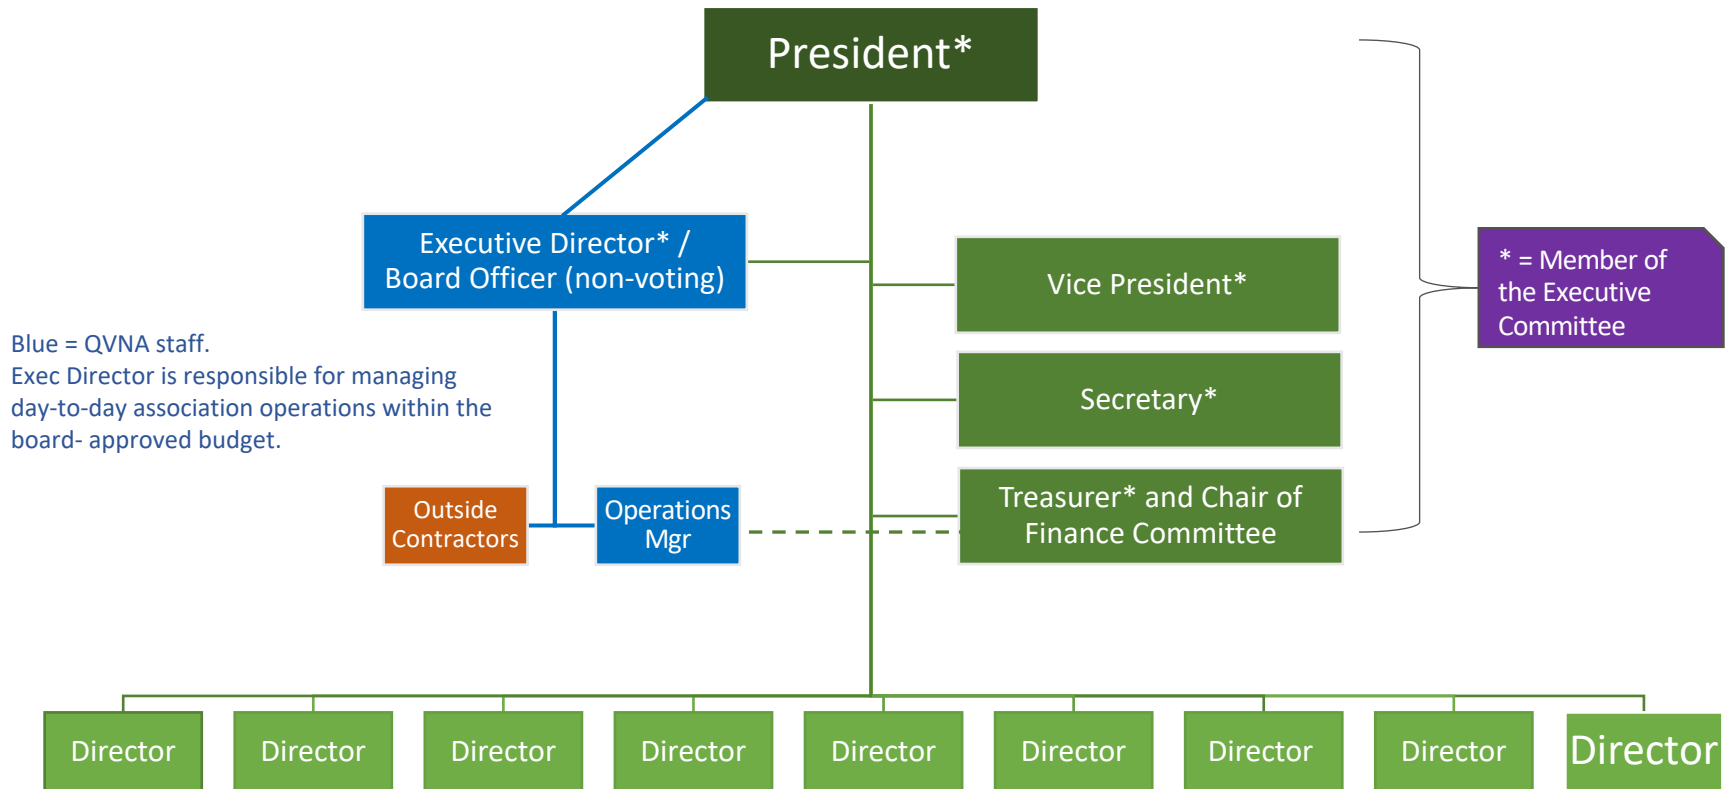 President*
Executive Director* /
Board Officer (non-voting)
Vice President*
* = Member of
the Executive
Committee
Blue = QVNA staff.
Exec Director is responsible for managing
day-to-day association operations within the
board- approved budget.
Secretary*
Outside
Contractors
Operations
Mgr
Treasurer* and Chair of
Finance Committee
Director
Director
Director
Director
Director
Director
Director
Director
Director